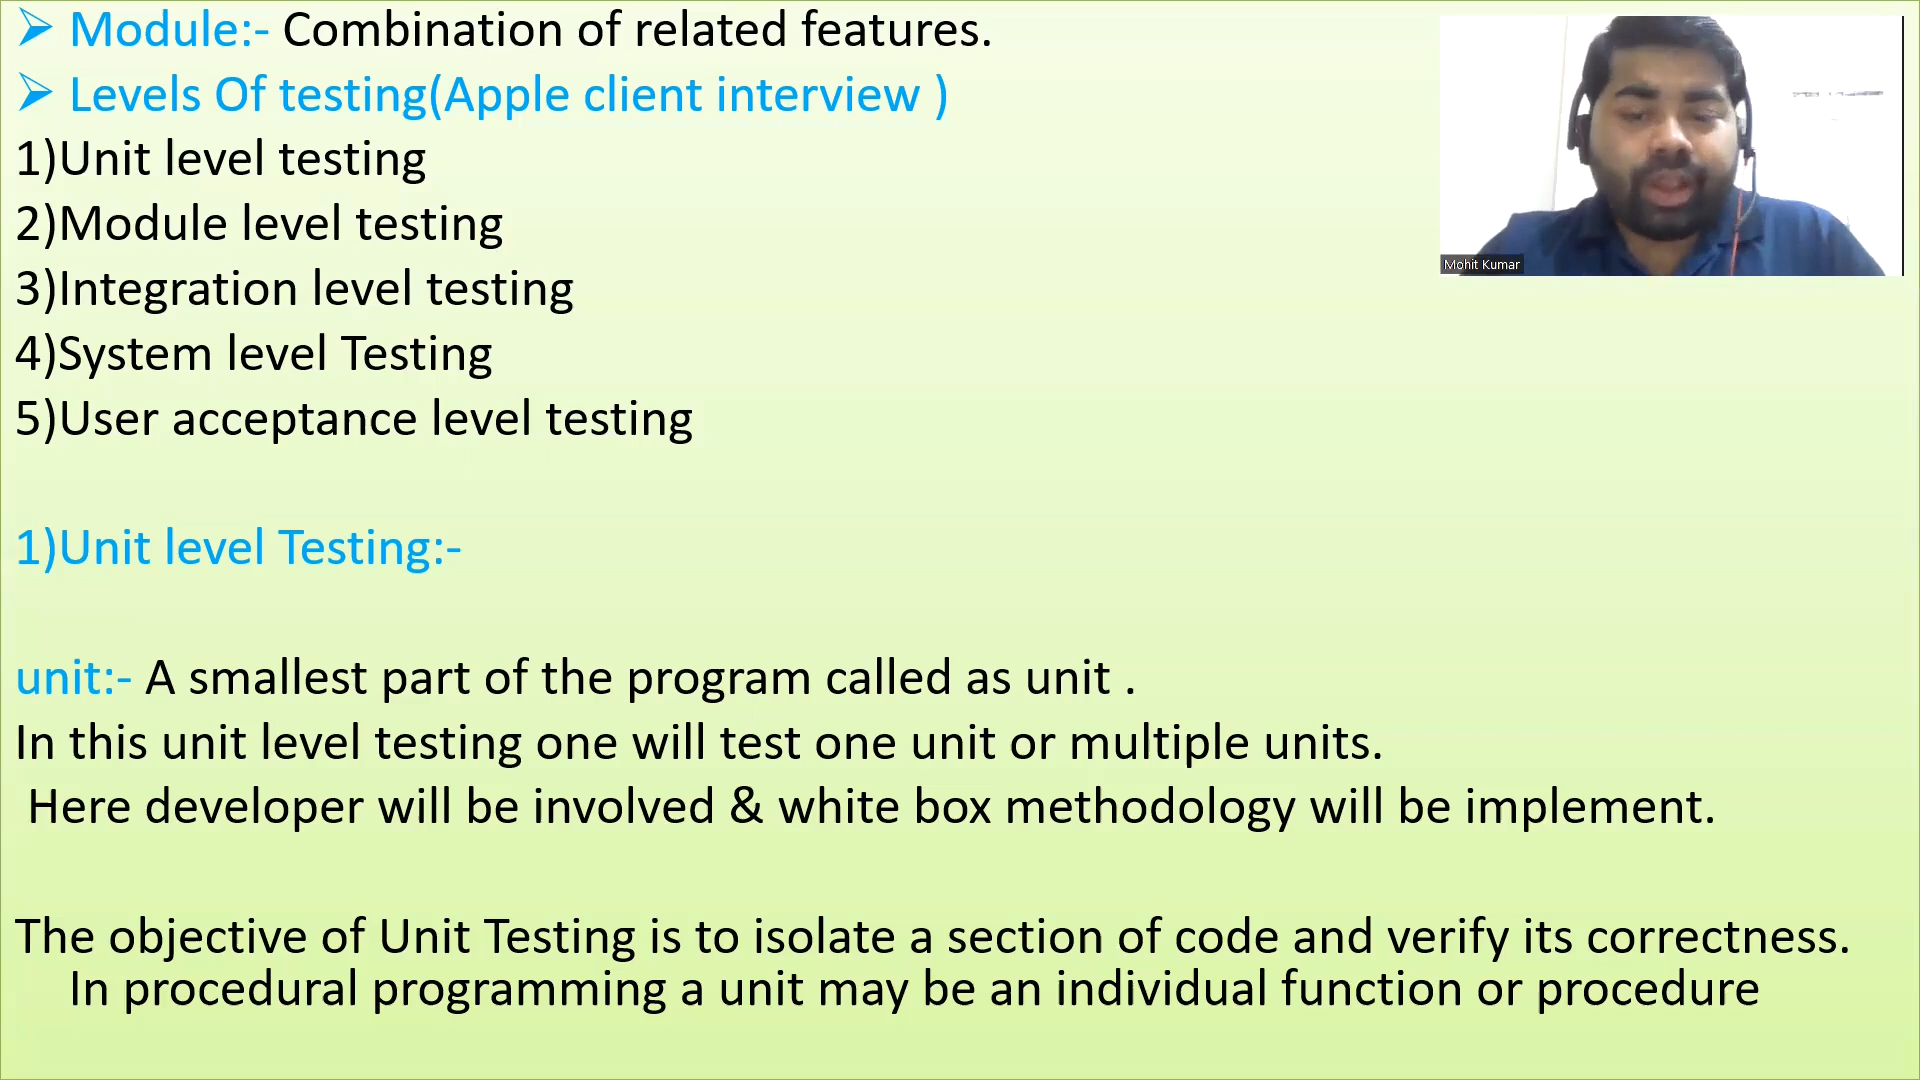 Module:- Combination of related features.
Levels Of testing(Apple client interview )
1)Unit level testing
2)Module level testing
3)Integration level testing
4)System level Testing
5)User acceptance level testing
1)Unit level Testing:-
unit:- A smallest part of the program called as unit .
In this unit level testing one will test one unit or multiple units.
Here developer will be involved & white box methodology will be implement.
The objective of Unit Testing is to isolate a section of code and verify its correctness.
In procedural programming a unit may be an individual function or procedure
Mohit Kumar